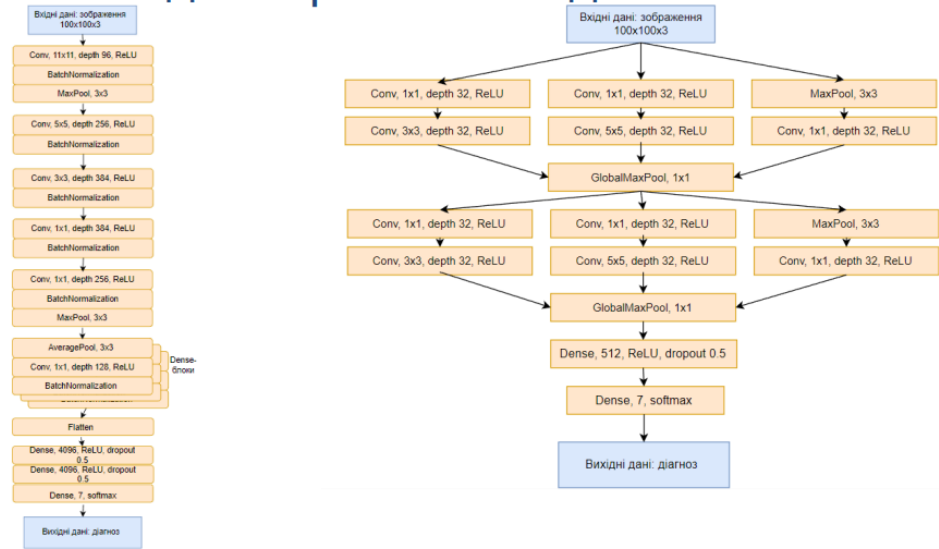 Вхідні дані: зображення
100x100x3
Conv, 11x11, depth 96, ReLU
BatchNormalization
MaxPool, 3x3
Conv, 5x5, depth 256, ReLU
BatchNormalization
Conv, 3x3, depth 384, ReLU
BatchNormalization
Conv, 1x1, depth 384, ReLU
BatchNormalization
Conv, 1x1, depth 256, ReLU
BatchNormalization
MaxPool, 3x3
AveragePool, 3x3
Conv, 1x1, depth 128, ReLU
BatchNormalization
BatchNormalization
Dense-
блоки
Flatten
Dense, 4096, ReLU, dropout
0.5
Dense, 4096, ReLU, dropout
0.5
Dense, 7, softmax
Вихідні дані: діагноз
Вхідні дані: зображення
100x100x3
Conv, 1x1, depth 32, ReLU
Conv, 1x1, depth 32, ReLU
MaxPool, 3x3
Conv, 3x3, depth 32, ReLU
Conv, 5x5, depth 32, ReLU
Conv, 1x1, depth 32, ReLU
GlobalMaxPool, 1x1
Conv, 1x1, depth 32, ReLU
Conv, 1x1, depth 32, ReLU
MaxPool, 3x3
Conv, 3x3, depth 32, ReLU
Conv, 5x5, depth 32, ReLU
Conv, 1x1, depth 32, ReLU
GlobalMaxPool, 1x1
Dense, 512, ReLU, dropout 0.5
Dense, 7, softmax
Вихідні дані: діагноз